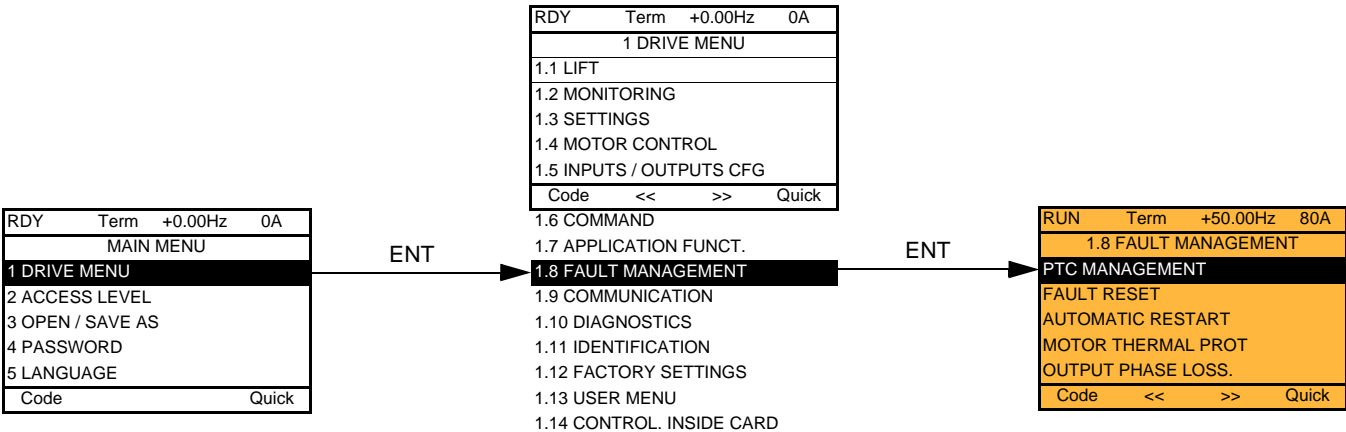 RDY Term +0.00Hz 0A
MAIN MENU
1 DRIVE MENU
2 ACCESS LEVEL
3 OPEN / SAVE AS
4 PASSWORD
5 LANGUAGE
Code Quick
ENT
RDY Term +0.00Hz 0A
1 DRIVE MENU
1.1 LIFT
1.2 MONITORING
1.3 SETTINGS
1.4 MOTOR CONTROL
1.5 INPUTS / OUTPUTS CFG
Code << >> Quick
1.6 COMMAND
1.7 APPLICATION FUNCT.
1.8 FAULT MANAGEMENT
1.9 COMMUNICATION
1.10 DIAGNOSTICS
1.11 IDENTIFICATION
1.12 FACTORY SETTINGS
1.13 USER MENU
1.14 CONTROL. INSIDE CARD
ENT
RUN Term +50.00Hz 80A
1.8 FAULT MANAGEMENT
PTC MANAGEMENT
FAULT RESET
AUTOMATIC RESTART
MOTOR THERMAL PROT
OUTPUT PHASE LOSS.
Code << >> Quick